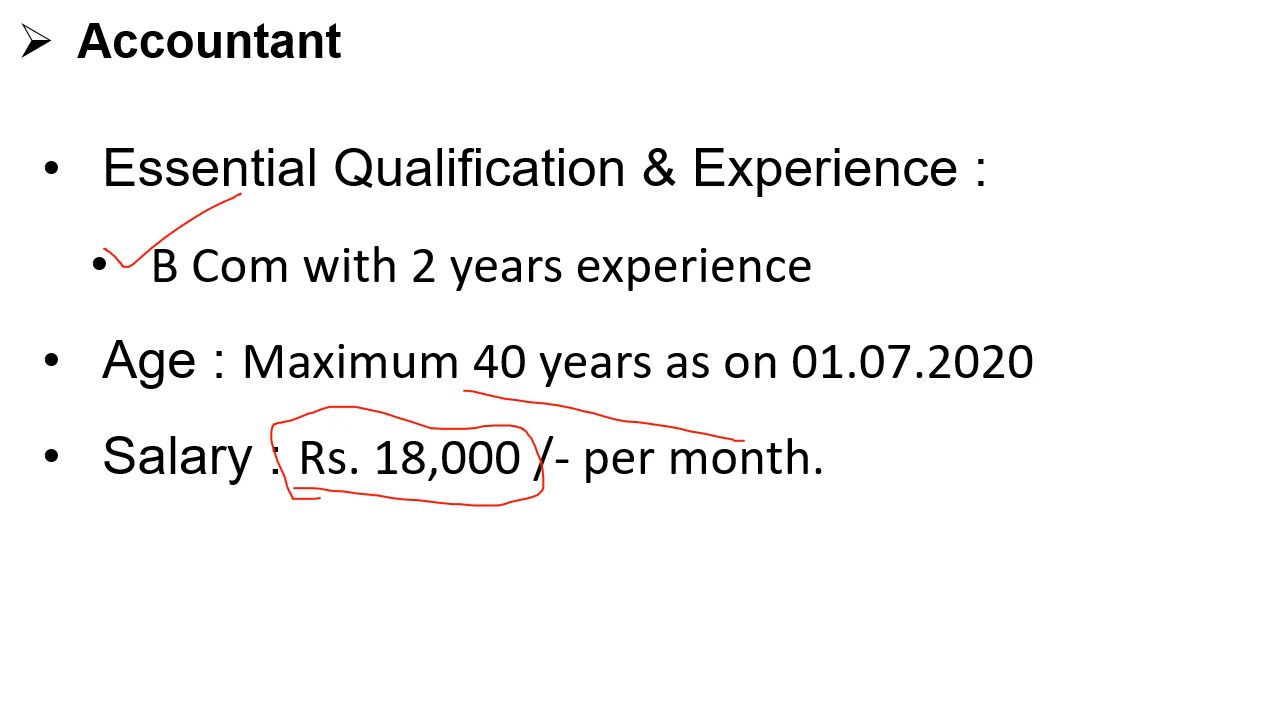 Accountant
Essential Qualification & Experience :
B Com with 2 years experience
Age : Maximum 40 years as on 01.07.2020
Salary : Rs. 18,000 /- per month.